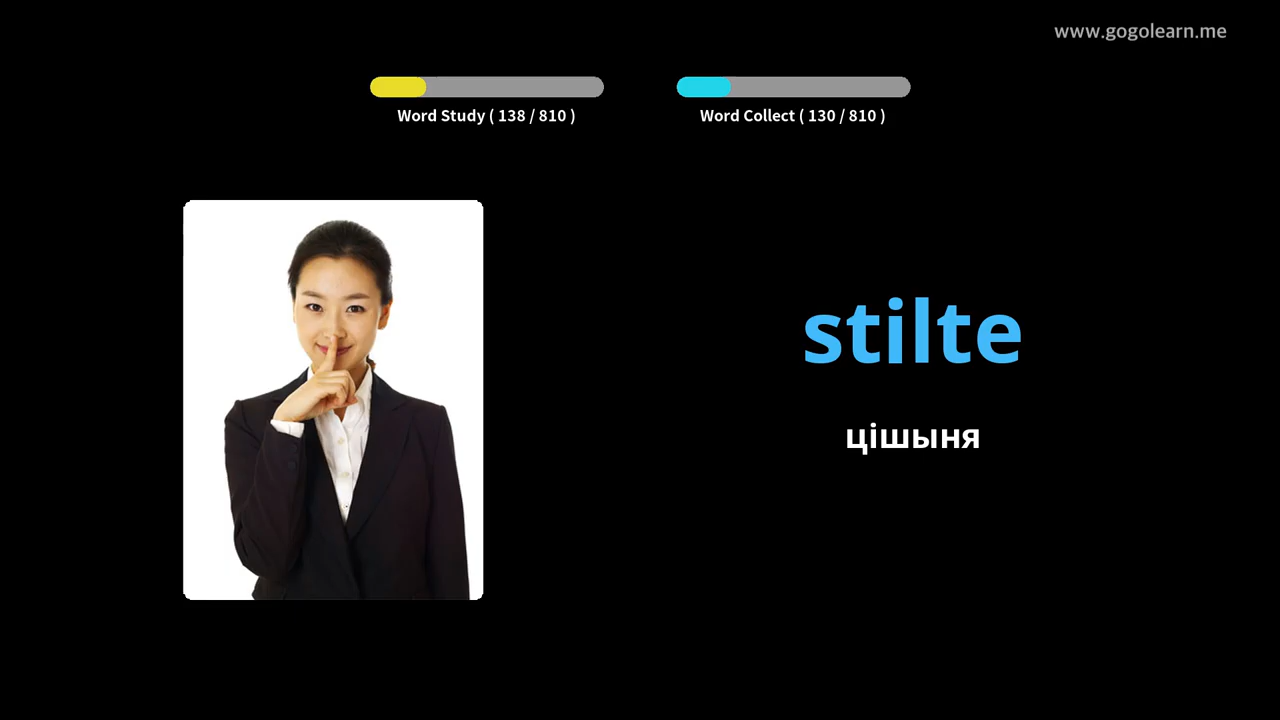 www.gogolearn.me
Word Study ( 138 / 810 )
Word Collect ( 130 / 810 )
stilte
цішыня